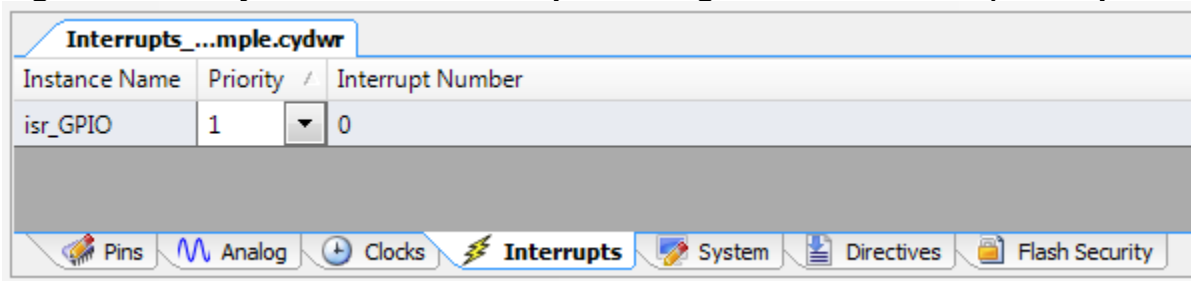 Interrupts_...mple.cydwr
Instance Name Priority Interrupt Number
isr_GPIO 1 0
Pins Analog Clocks Interrupts System Directives Flash Security